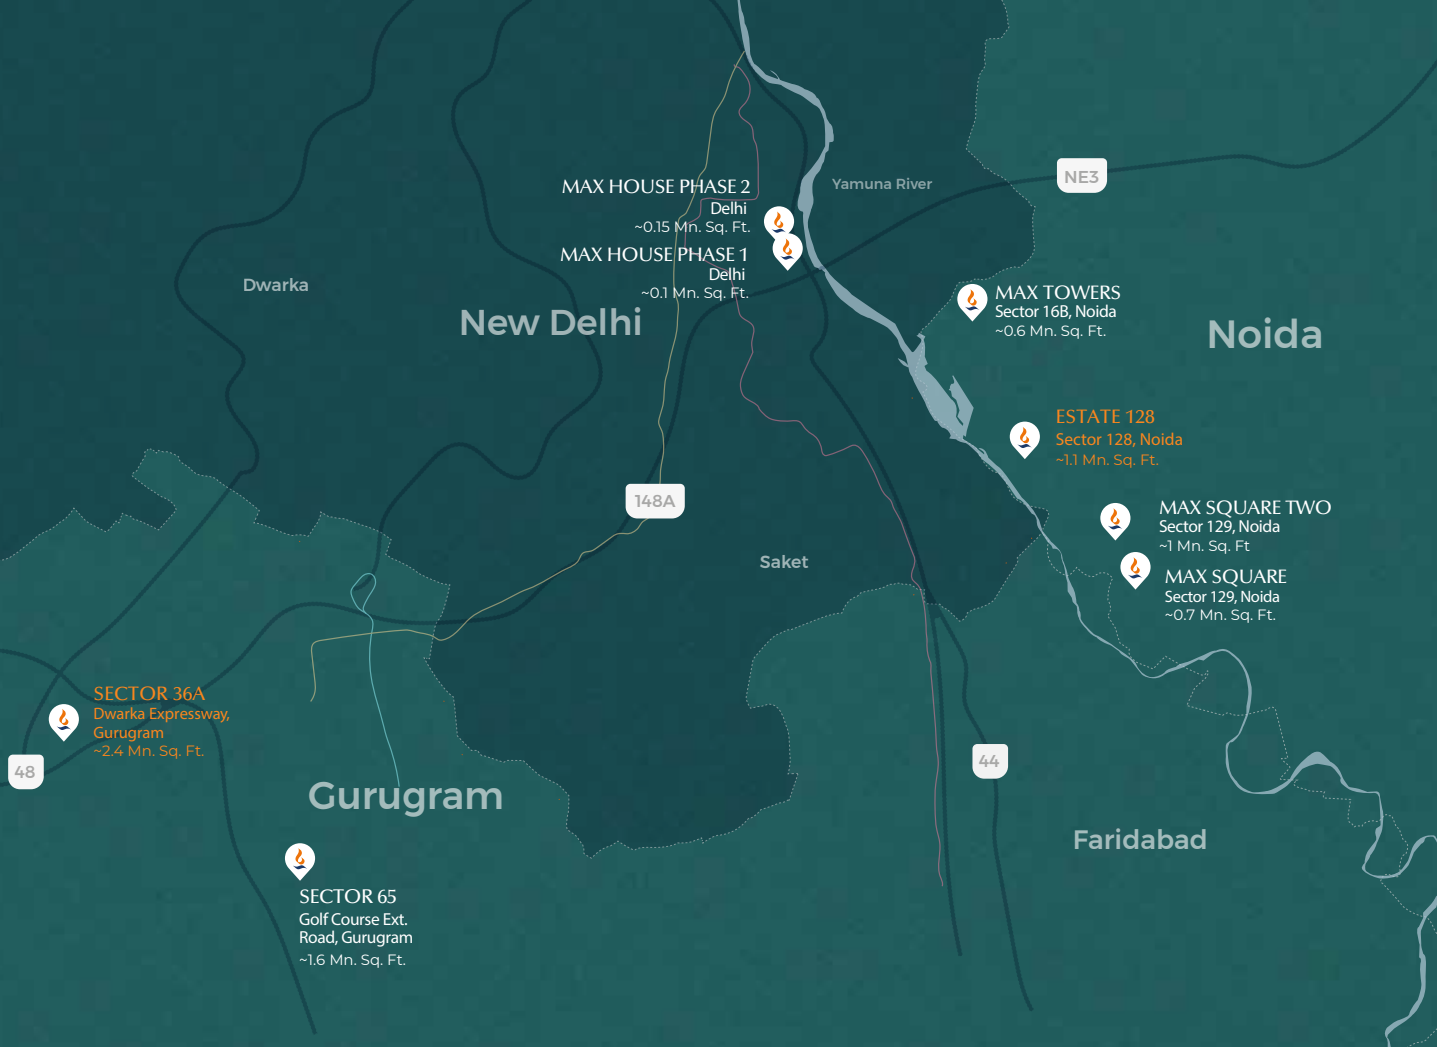 NE3
MAX HOUSE PHASE 2
Delhi
~0.15 Mn. Sq. Ft.
Yamuna River
MAX HOUSE PHASE 1
Delhi
~0.1 Mn. Sq. Ft.
Dwarka
New Delhi
MAX TOWERS
Sector 16B, Noida
~0.6 Mn. Sq. Ft.
Noida
ESTATE 128
Sector 128, Noida
~1.1 Mn. Sq. Ft.
148A
MAX SQUARE TWO
Sector 129, Noida
~1 Mn. Sq. Ft
Saket
MAX SQUARE
Sector 129, Noida
~0.7 Mn. Sq. Ft.
SECTOR 36A
Dwarka Expressway,
Gurugram
~2.4 Mn. Sq. Ft.
48
44
Gurugram
Faridabad
SECTOR 65
Golf Course Ext.
Road, Gurugram
~1.6 Mn. Sq. Ft.